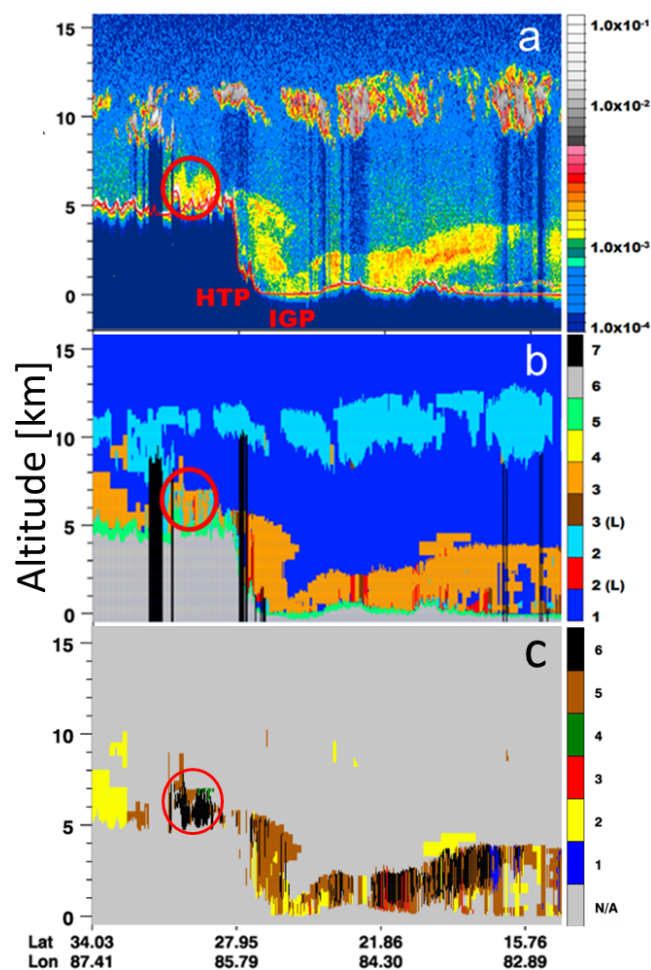 a
15
10
5
0
HTP
IGP
1.0x10⁻¹
1.0x10⁻²
1.0x10⁻³
1.0x10⁻⁴
Altitude [km]
b
15
10
5
0
7
6
5
4
3
3 (L)
2
2 (L)
1
c
15
10
5
0
6
5
4
3
2
1
N/A
Lat 34.03 27.95 21.86 15.76
Lon 87.41 85.79 84.30 82.89